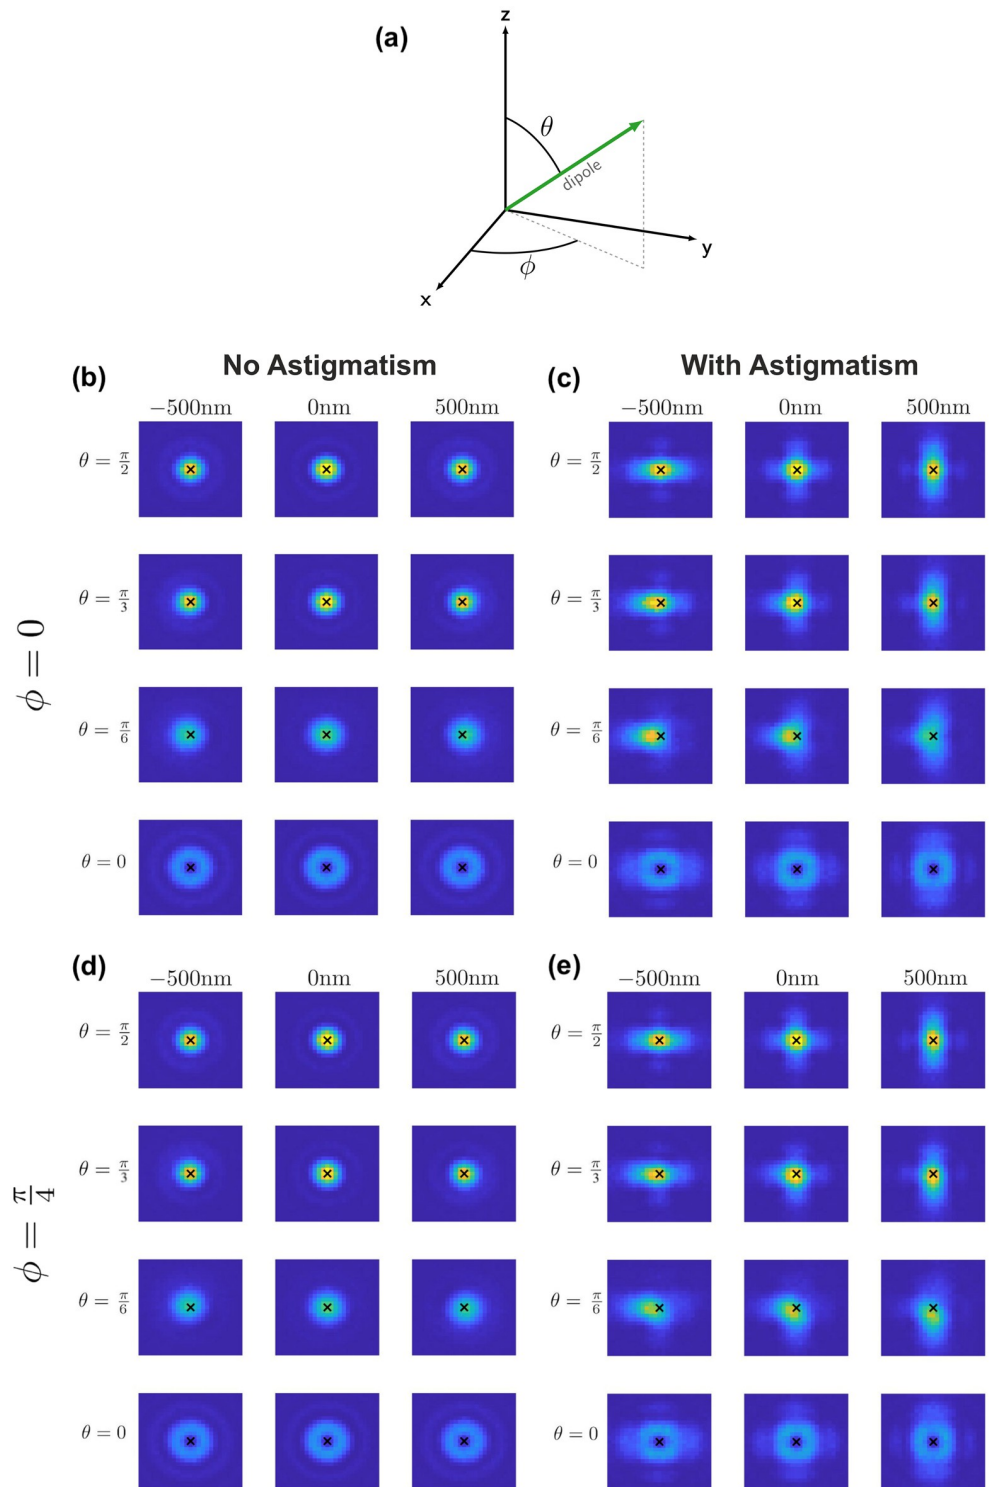 (a)
z
θ
dipole
y
ϕ
x
No Astigmatism
With Astigmatism
(b)
(c)
−500nm 0nm 500nm
−500nm 0nm 500nm
θ = π/2
θ = π/2
θ = π/3
θ = π/3
ϕ = 0
θ = π/6
θ = π/6
θ = 0
θ = 0
(d)
(e)
−500nm 0nm 500nm
−500nm 0nm 500nm
θ = π/2
θ = π/2
θ = π/3
θ = π/3
ϕ = π/4
θ = π/6
θ = π/6
θ = 0
θ = 0